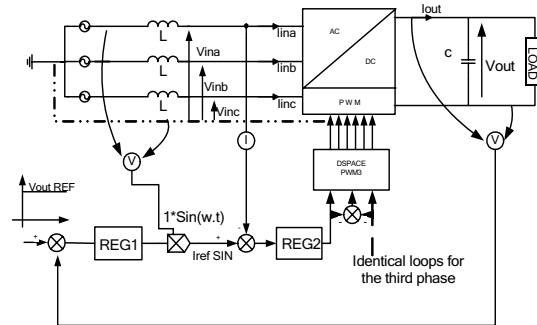 Iina
Iinb
Iinc
L
L
L
Vina
Vinb
Vinc
AC
DC
PWM
Iout
C
Vout
LOAD
V
I
V
DSPACE
PWM3
Vout REF
1*Sin(w.t)
+
-
REG1
+
Iref SIN
-
REG2
-
-
Identical loops for
the third phase